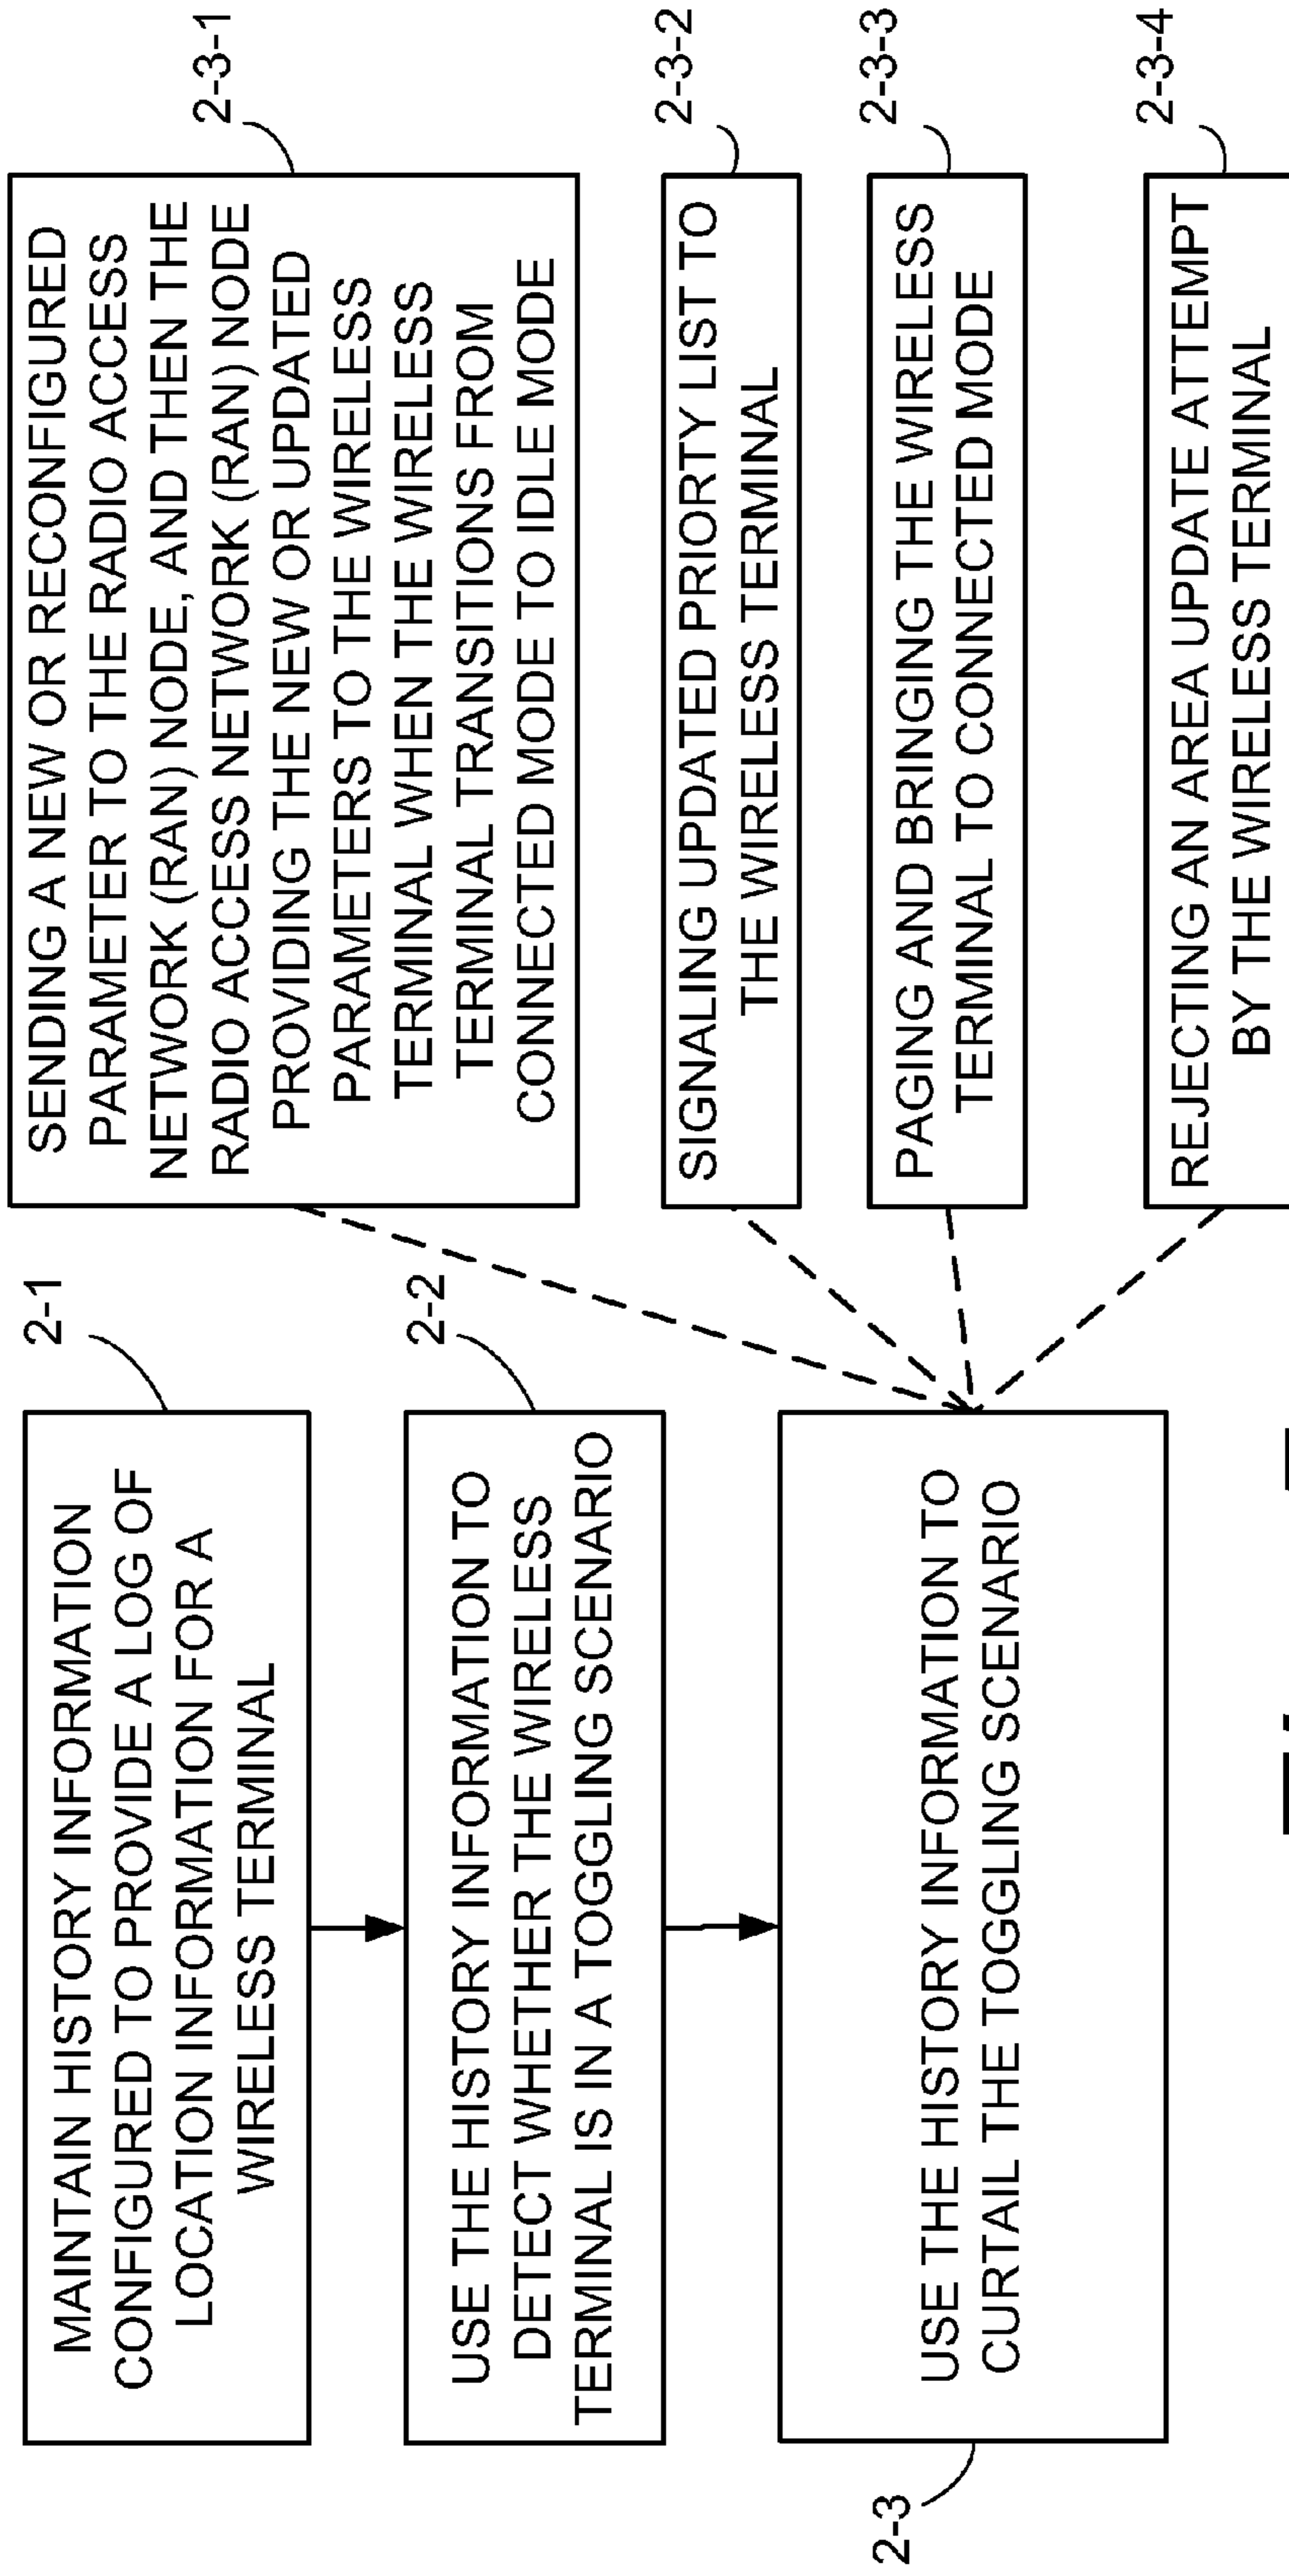 2-1
MAINTAIN HISTORY INFORMATION
CONFIGURED TO PROVIDE A LOG OF
LOCATION INFORMATION FOR A
WIRELESS TERMINAL
2-2
USE THE HISTORY INFORMATION TO
DETECT WHETHER THE WIRELESS
TERMINAL IS IN A TOGGLING SCENARIO
2-3
USE THE HISTORY INFORMATION TO
CURTAIL THE TOGGLING SCENARIO
2-3-1
SENDING A NEW OR RECONFIGURED
PARAMETER TO THE RADIO ACCESS
NETWORK (RAN) NODE, AND THEN THE
RADIO ACCESS NETWORK (RAN) NODE
PROVIDING THE NEW OR UPDATED
PARAMETERS TO THE WIRELESS
TERMINAL WHEN THE WIRELESS
TERMINAL TRANSITIONS FROM
CONNECTED MODE TO IDLE MODE
2-3-2
SIGNALING UPDATED PRIORTY LIST TO
THE WIRELESS TERMINAL
2-3-3
PAGING AND BRINGING THE WIRELESS
TERMINAL TO CONNECTED MODE
2-3-4
REJECTING AN AREA UPDATE ATTEMPT
BY THE WIRELESS TERMINAL